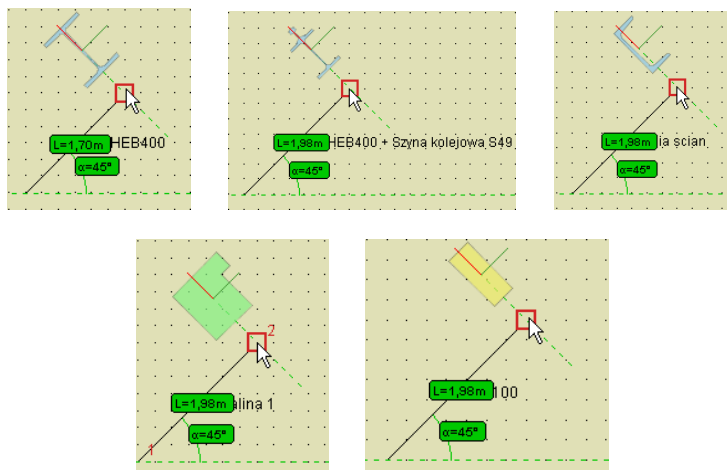 HEB400
L=1,70m
α=45°
HEB400 + Szyna kolejowa S49
L=1,98m
α=45°
ia scian
L=1,98m
α=45°
2
alina 1
L=1,98m
α=45°
1
100
L=1,98m
α=45°